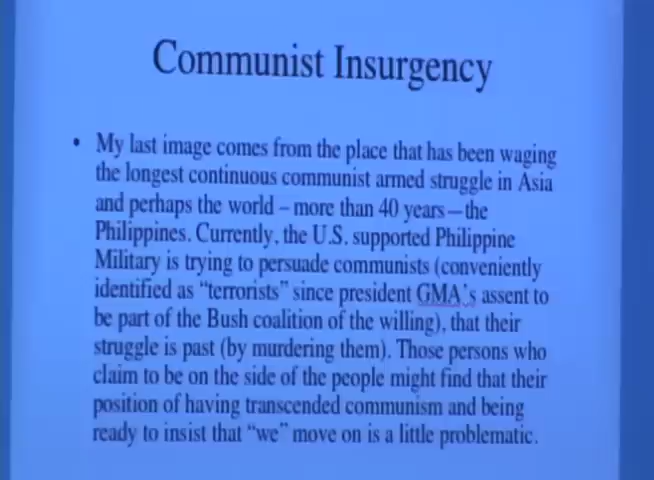 Communist Insurgency
• My last image comes from the place that has been waging
the longest continuous communist armed struggle in Asia
and perhaps the world – more than 40 years—the
Philippines. Currently, the U.S. supported Philippine
Military is trying to persuade communists (conveniently
identified as “terrorists” since president GMA’s assent to
be part of the Bush coalition of the willing), that their
struggle is past (by murdering them). Those persons who
claim to be on the side of the people might find that their
position of having transcended communism and being
ready to insist that “we” move on is a little problematic.